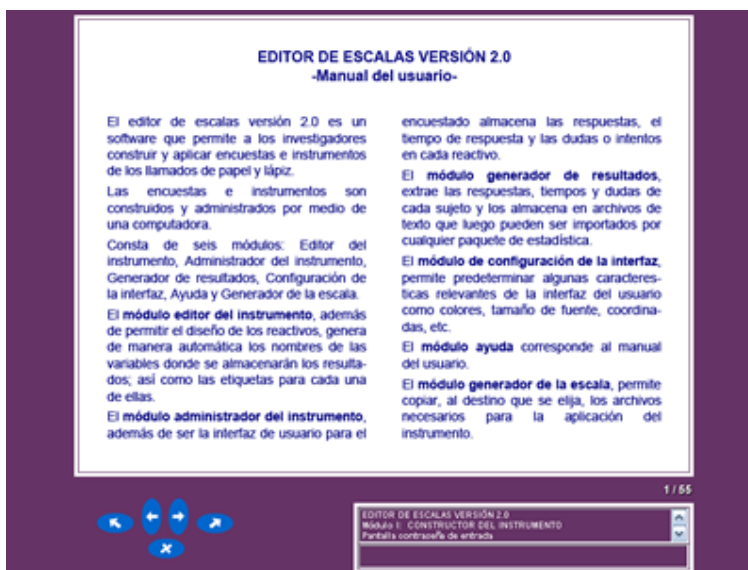 EDITOR DE ESCALAS VERSIÓN 2.0
-Manual del usuario-
El editor de escalas versión 2.0 es un
software que permite a los investigadores
construir y aplicar encuestas e instrumentos
de los llamados de papel y lápiz.
Las encuestas e instrumentos son
construidos y administrados por medio de
una computadora.
Consta de seis módulos: Editor del
instrumento, Administrador del instrumento,
Generador de resultados, Configuración de
la interfaz, Ayuda y Generador de la escala.
El módulo editor del instrumento, además
de permitir el diseño de los reactivos, genera
de manera automática los nombres de las
variables donde se almacenarán los resulta-
dos; así como las etiquetas para cada una
de ellas.
El módulo administrador del instrumento,
además de ser la interfaz de usuario para el
encuestado almacena las respuestas, el
tiempo de respuesta y las dudas o intentos
en cada reactivo.
El módulo generador de resultados,
extrae las respuestas, tiempos y dudas de
cada sujeto y los almacena en archivos de
texto que luego pueden ser importados por
cualquier paquete de estadística.
El módulo de configuración de la interfaz,
permite predeterminar algunas caracteres-
ticas relevantes de la interfaz del usuario
como colores, tamaño de fuente, coordina-
das, etc.
El módulo ayuda corresponde al manual
del usuario.
El módulo generador de la escala, permite
copiar, al destino que se elija, los archivos
necesarios para la aplicación del
instrumento.
1 / 55
EDITOR DE ESCALAS VERSIÓN 2.0
Módulo I: CONSTRUCTOR DEL INSTRUMENTO
Pantalla contraseña de entrada